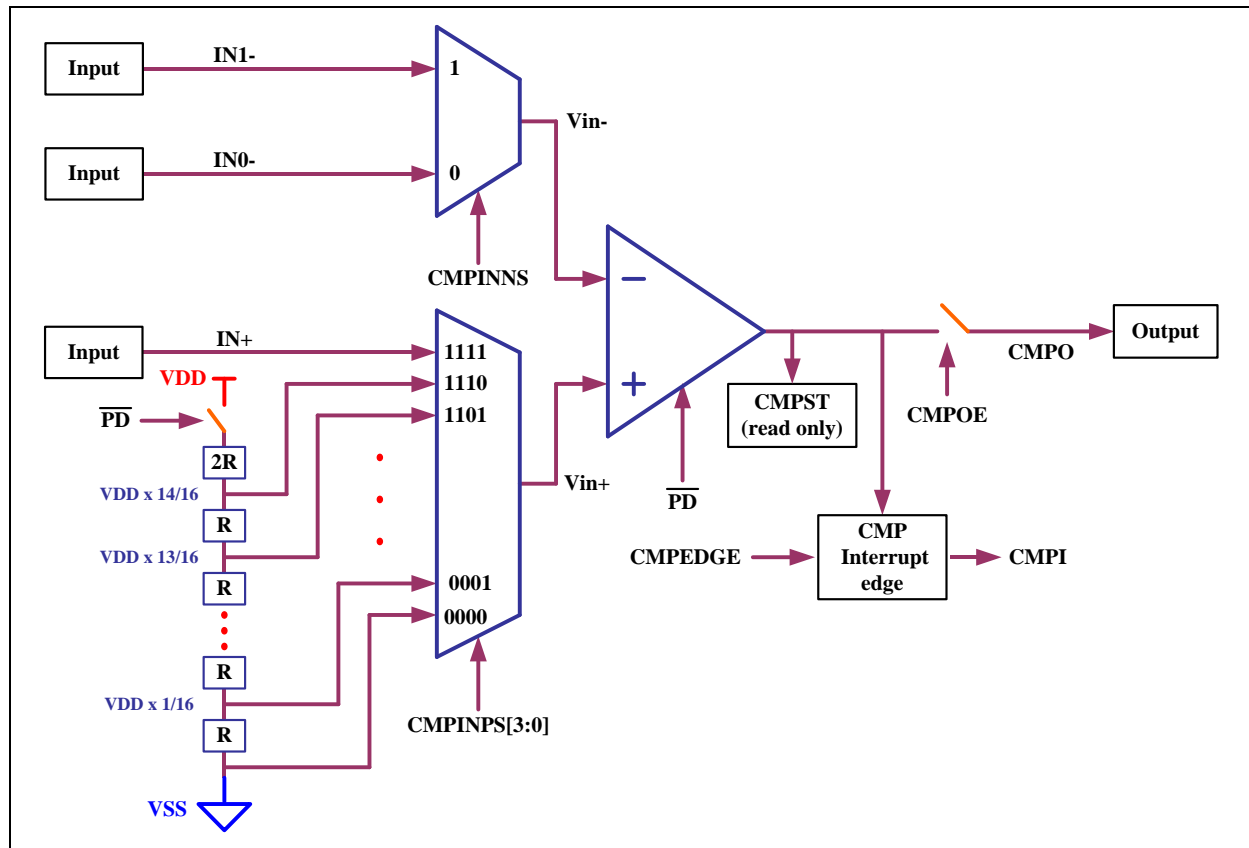 Input
IN1-
1
Vin-
Input
IN0-
0
CMPINNS
Input
IN+
1111
VDD
1110
1101
PD
2R
VDD x 14/16
R
VDD x 13/16
R
0001
0000
R
VDD x 1/16
R
VSS
CMPINPS[3:0]
Vin+
−
+
PD
CMPST
(read only)
CMPOE
CMPO
Output
CMPEDGE
CMP
Interrupt
edge
CMPI